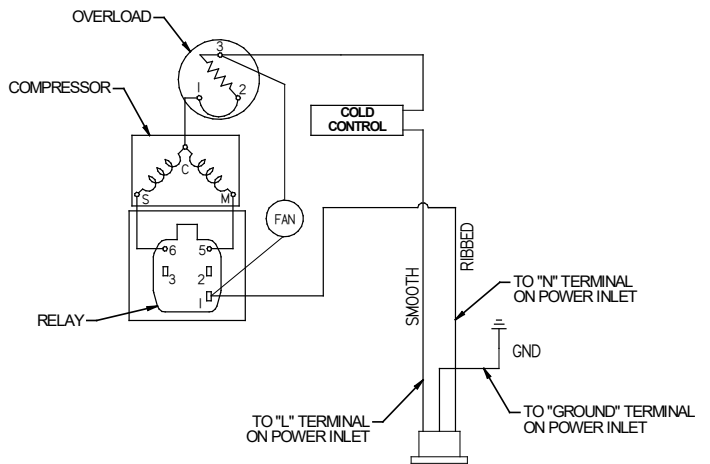 OVERLOAD
3
1
2
COMPRESSOR
COLD
CONTROL
C
S
M
FAN
6
5
3
2
1
RELAY
SMOOTH
RIBBED
TO "N" TERMINAL
ON POWER INLET
GND
TO "L" TERMINAL
ON POWER INLET
TO "GROUND" TERMINAL
ON POWER INLET